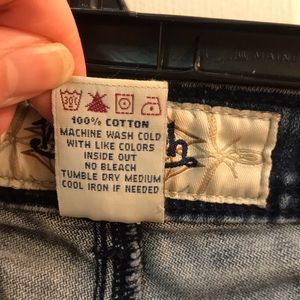 30°C
100% COTTON
MACHINE WASH COLD
WITH LIKE COLORS
INSIDE OUT
NO BLEACH
TUMBLE DRY MEDIUM
COOL IRON IF NEEDED